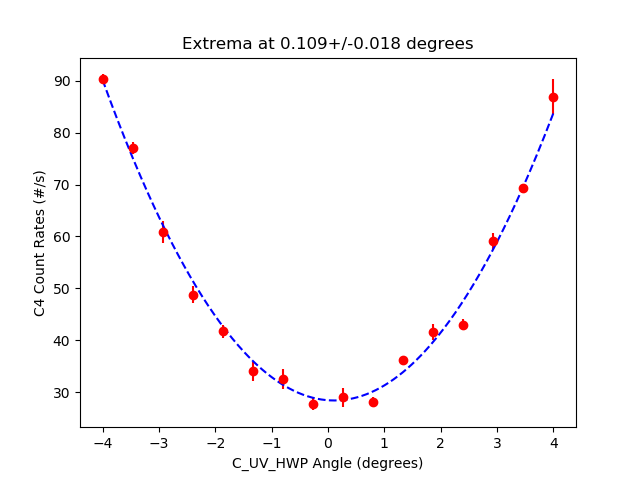 Extrema at 0.109+/-0.018 degrees
C4 Count Rates (#/s)
90
80
70
60
50
40
30
−4 −3 −2 −1 0 1 2 3 4
C_UV_HWP Angle (degrees)